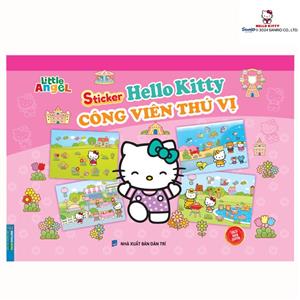 HELLO KITTY
© 2024 SANRIO CO., LTD.
Little Angel
Sticker Hello Kitty
CÔNG VIÊN THÚ VỊ
NHÀ XUẤT BẢN DÂN TRÍ